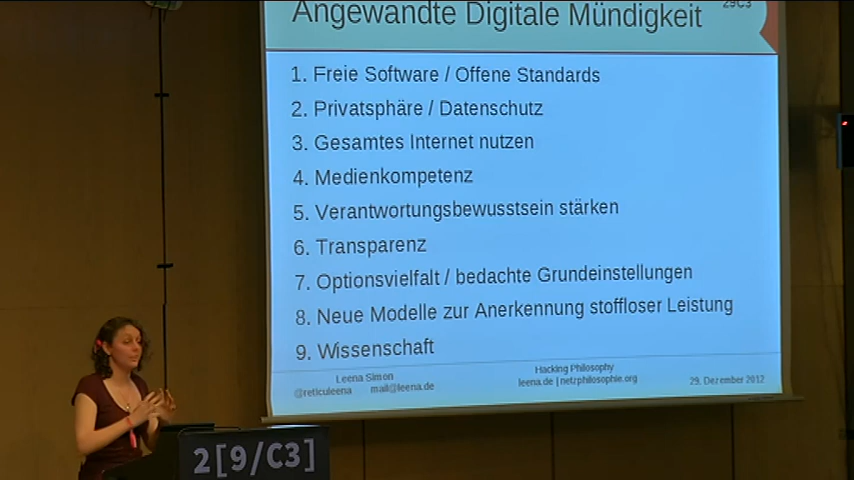 Angewandte Digitale Mündigkeit
29C3
1. Freie Software / Offene Standards
2. Privatsphäre / Datenschutz
3. Gesamtes Internet nutzen
4. Medienkompetenz
5. Verantwortungsbewusstsein stärken
6. Transparenz
7. Optionsvielfalt / bedachte Grundeinstellungen
8. Neue Modelle zur Anerkennung stoffloser Leistung
9. Wissenschaft
Leena Simon
@reticuleena mail@leena.de
Hacking Philosophy
leena.de | netzphilosophie.org
29. Dezember 2012
2[9/C3]